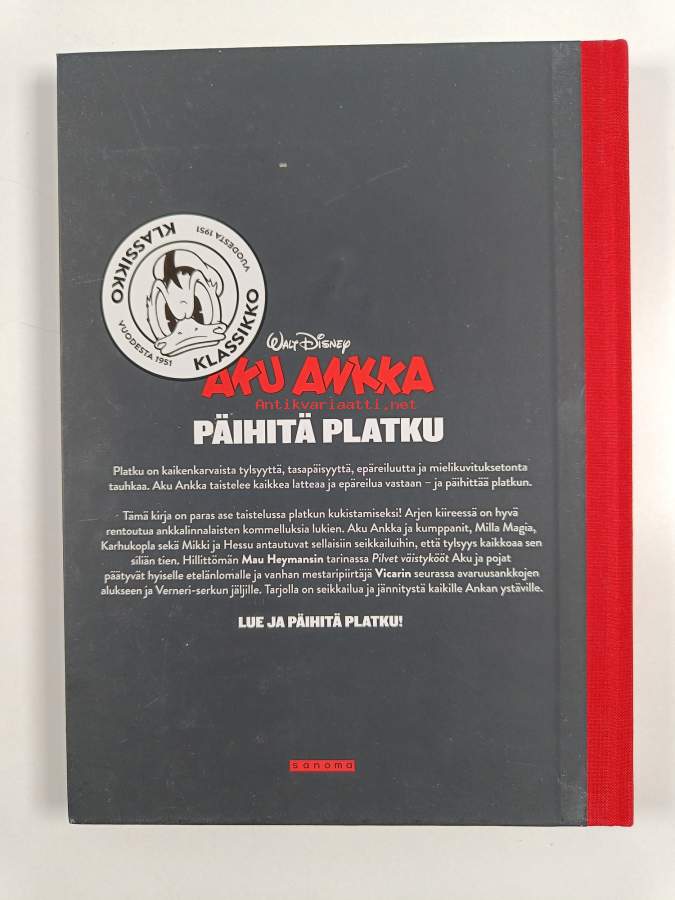 KLASSIKKO
VUODESTA 1951
KLASSIKKO
VUODESTA 1951
WALT DISNEY
AKU ANKKA
Antikvariaatti.net
PÄIHITÄ PLATKU
Platku on kaikenkarvaista tylsyyttä, tasapäisyyttä, epäreiluutta ja mielikuvituksetonta
tauhkaa. Aku Ankka taistelee kaikkea latteaa ja epäreilua vastaan – ja päihittää platkun.
Tämä kirja on paras ase taistelussa platkun kukistamiseksi! Arjen kiireessä on hyvä
rentoutua ankkalinnalaisten kommelluksia lukien. Aku Ankka ja kumppanit, Milla Magia,
Karhukopla sekä Mikki ja Hessu antautuvat sellaisiin seikkailuihin, että tylsyys kaikkoaa sen
siliän tien. Hillittömän Mau Heymansin tarinassa Pilvet väistykööt Aku ja pojat
päätyvät hyiselle etelänlomalle ja vanhan mestaripiirtäjä Vicarin seurassa avaruusankkojen
alukseen ja Verneri-serkun jäljille. Tarjolla on seikkailua ja jännitystä kaikille Ankan ystäville.
LUE JA PÄIHITÄ PLATKU!
sanoma